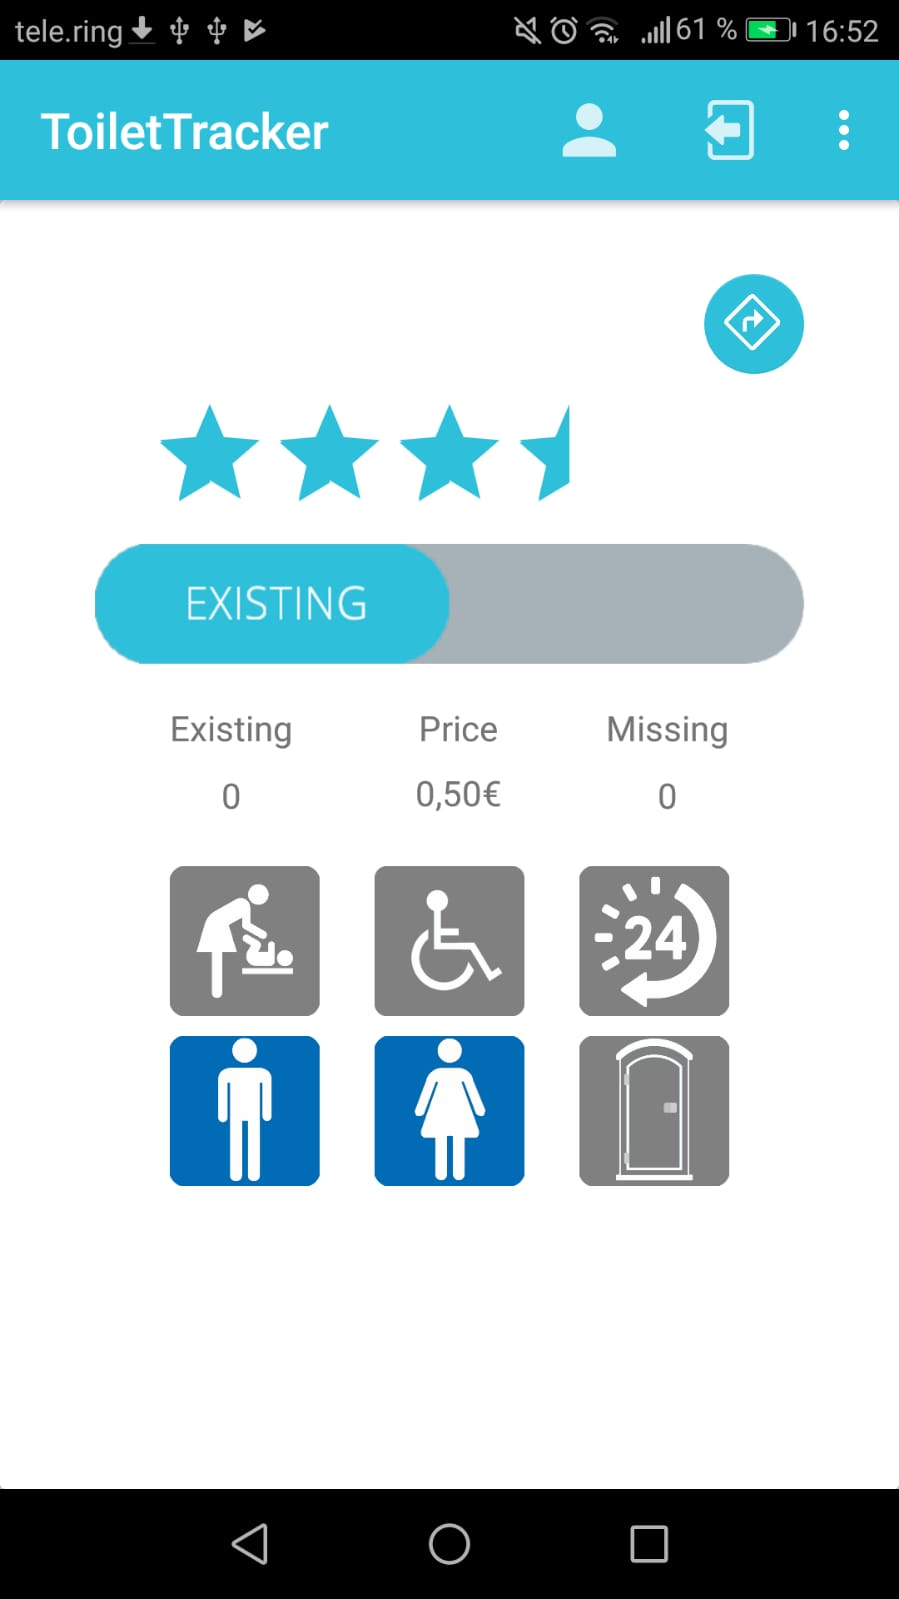 tele.ring 61 % 16:52
ToiletTracker
EXISTING
Existing Price Missing
0 0,50€ 0
24